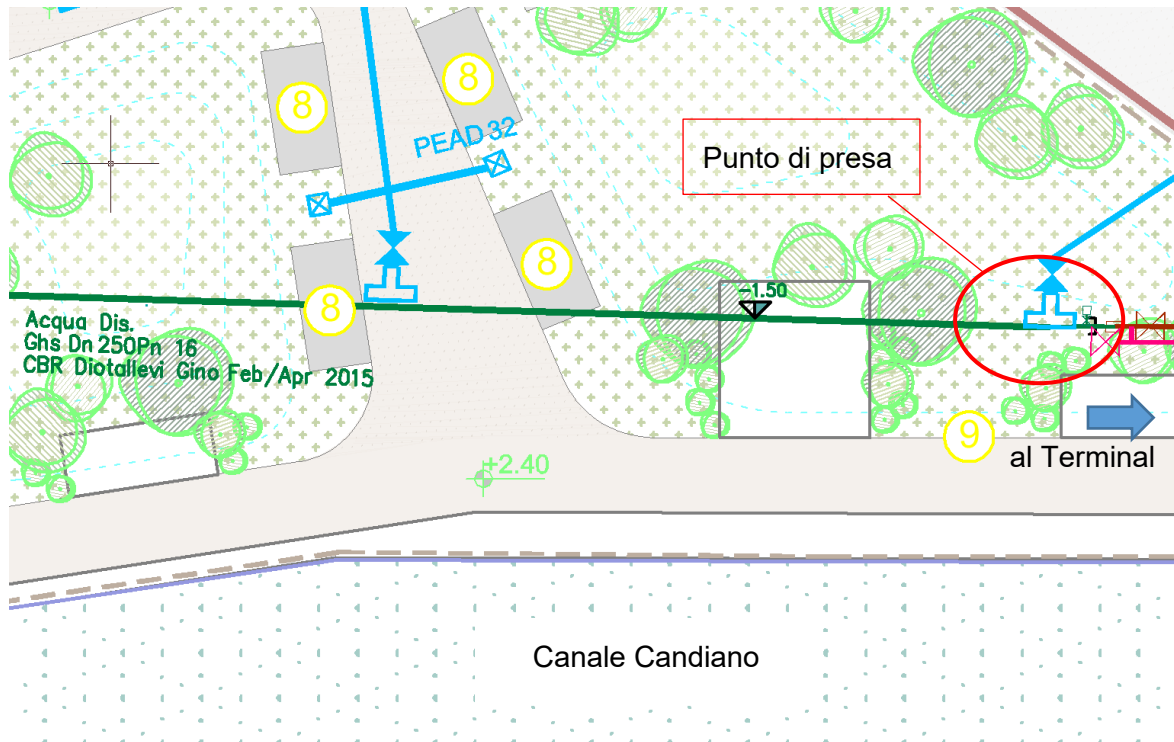 8
8
PEAD 32
Punto di presa
8
8
-1.50
Acqua Dis.
Ghs Dn 250Pn 16
CBR Diotallevi Gino Feb/Apr 2015
9
al Terminal
+2.40
Canale Candiano